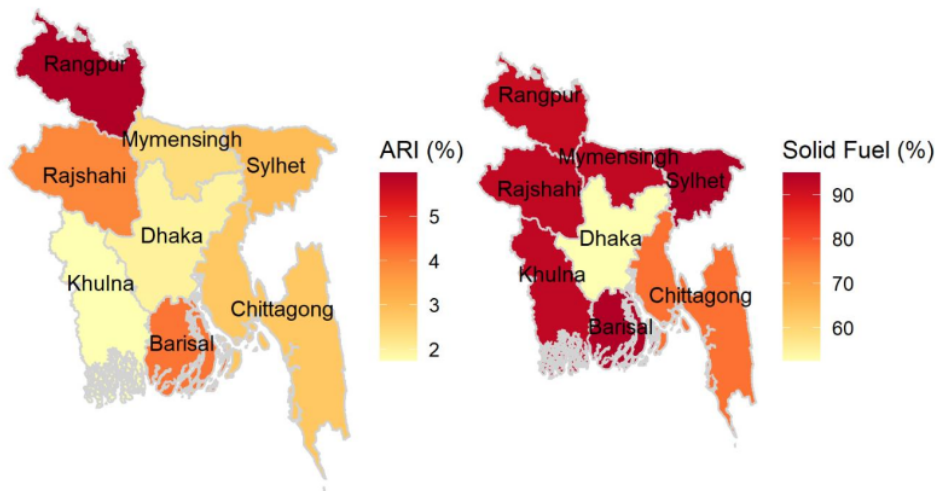 Rangpur
Mymensingh
Sylhet
Rajshahi
Dhaka
Khulna
Chittagong
Barisal
ARI (%)
5
4
3
2
Rangpur
Mymensingh
Sylhet
Rajshahi
Dhaka
Khulna
Chittagong
Barisal
Solid Fuel (%)
90
80
70
60